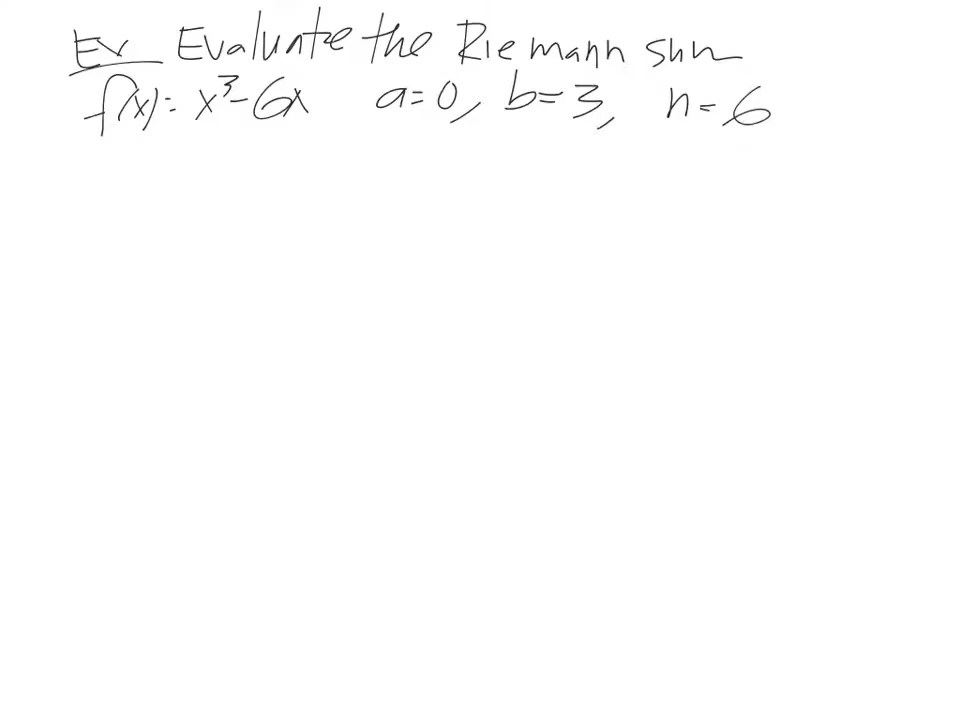 Ex Evaluate the Riemann sum
f(x) = x³ - 6x a = 0, b = 3, n = 6